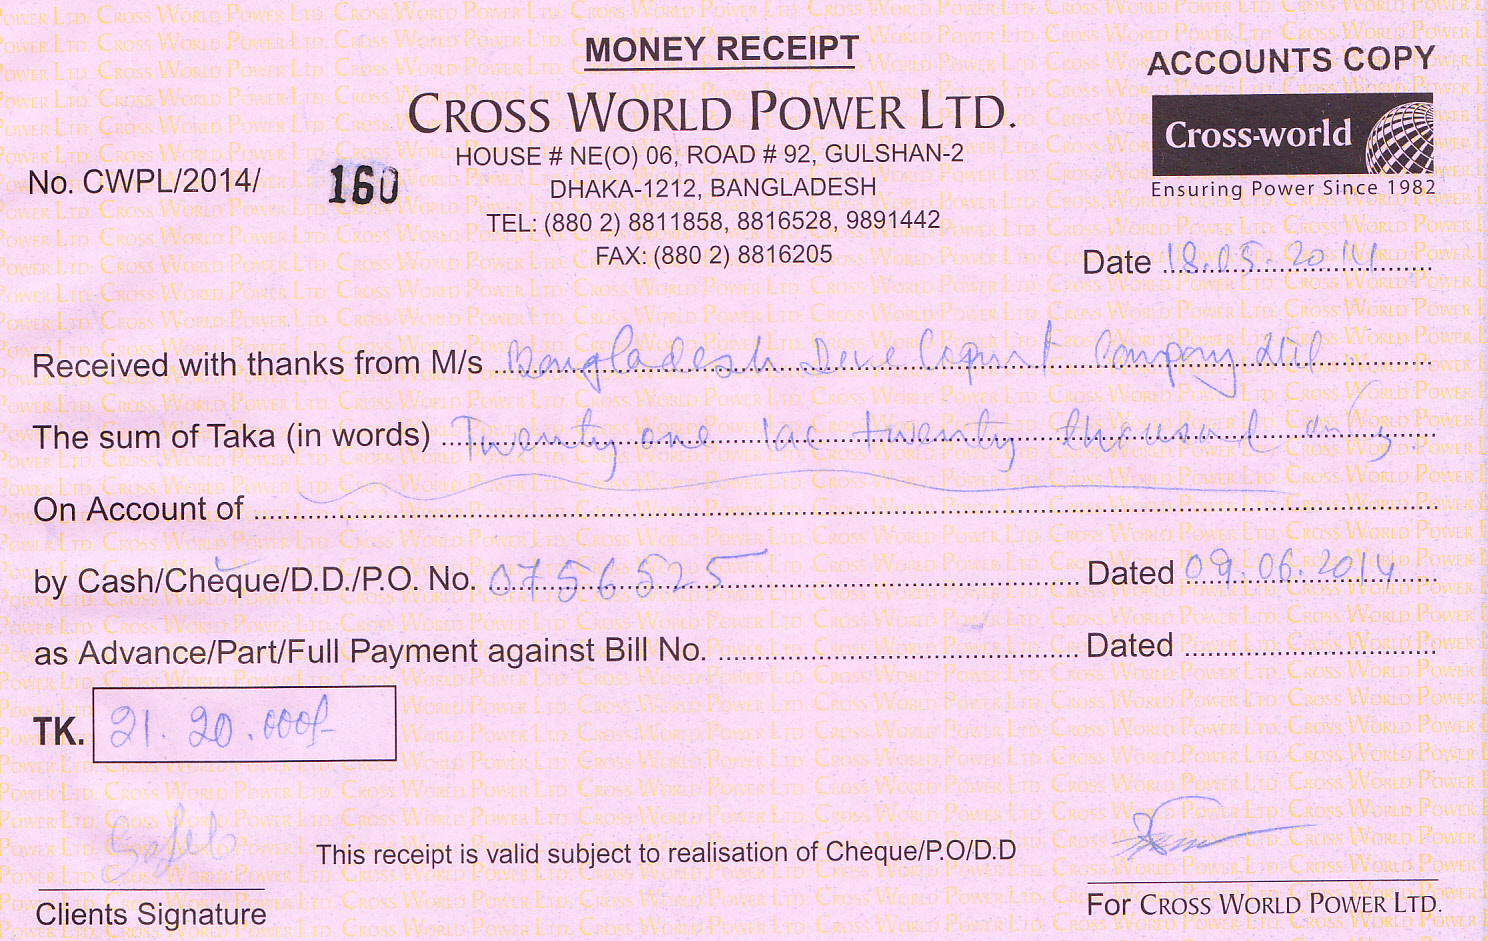 MONEY RECEIPT
ACCOUNTS COPY
CROSS WORLD POWER LTD.
Cross-world
Ensuring Power Since 1982
HOUSE # NE(O) 06, ROAD # 92, GULSHAN-2
DHAKA-1212, BANGLADESH
TEL: (880 2) 8811858, 8816528, 9891442
FAX: (880 2) 8816205
No. CWPL/2014/ 160
Date 18.05.2014
Received with thanks from M/s Bangladesh Development Company Ltd
The sum of Taka (in words) Twenty one lac twenty thousand only
On Account of
by Cash/Cheque/D.D./P.O. No. 0756525 Dated 09.06.2014
as Advance/Part/Full Payment against Bill No. Dated
TK. 21.20.000/-
This receipt is valid subject to realisation of Cheque/P.O/D.D
Clients Signature
For CROSS WORLD POWER LTD.